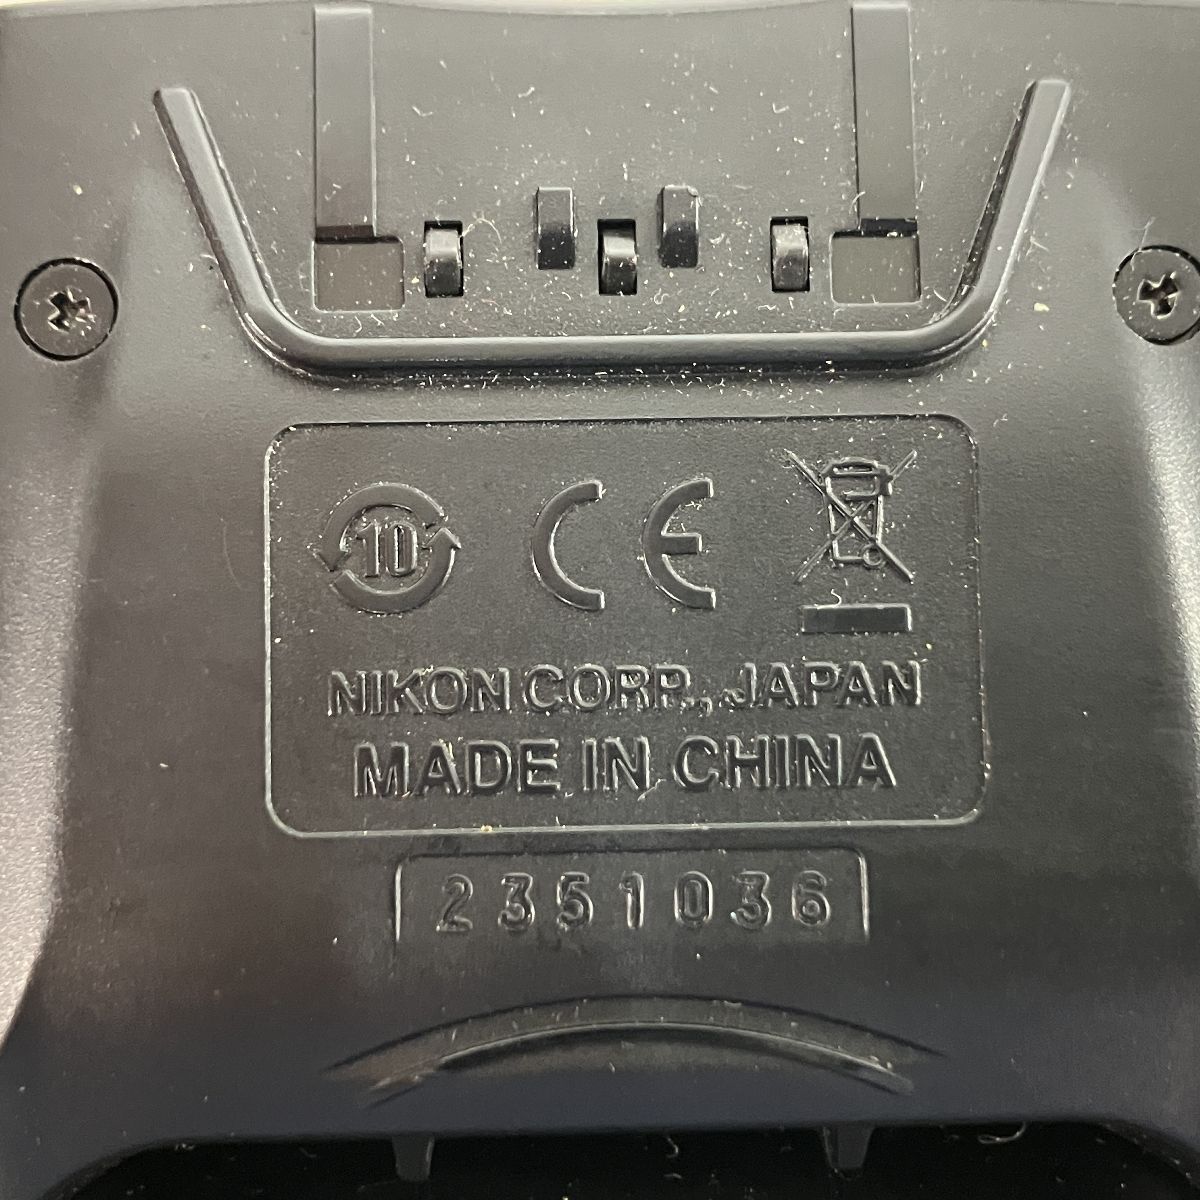 10 CE
NIKON CORP., JAPAN
MADE IN CHINA
2351036